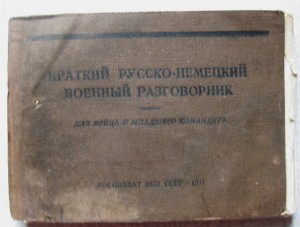 КРАТКИЙ РУССКО-НЕМЕЦКИЙ
ВОЕННЫЙ РАЗГОВОРНИК
ДЛЯ БОЙЦА И МЛАДШЕГО КОМАНДИРА
ВОЕНИЗДАТ НКО СССР — 1941